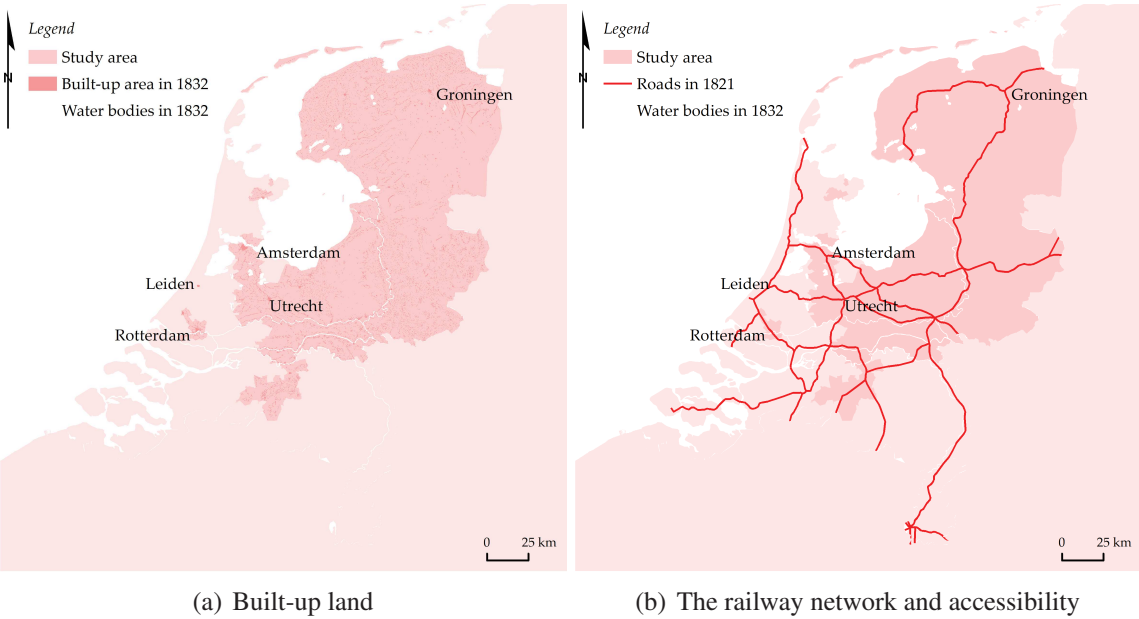 Legend
Study area
Built-up area in 1832
Water bodies in 1832
N
Groningen
Amsterdam
Leiden
Utrecht
Rotterdam
0 25 km
(a) Built-up land
Legend
Study area
Roads in 1821
Water bodies in 1832
N
Groningen
Amsterdam
Leiden
Utrecht
Rotterdam
0 25 km
(b) The railway network and accessibility